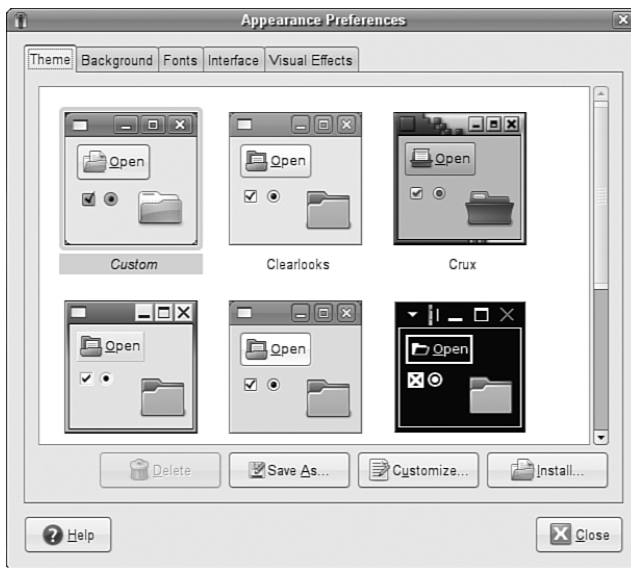 Appearance Preferences
Theme Background Fonts Interface Visual Effects
Open Open Open
Custom Clearlooks Crux
Open Open Open
Delete Save As... Customize... Install...
Help Close